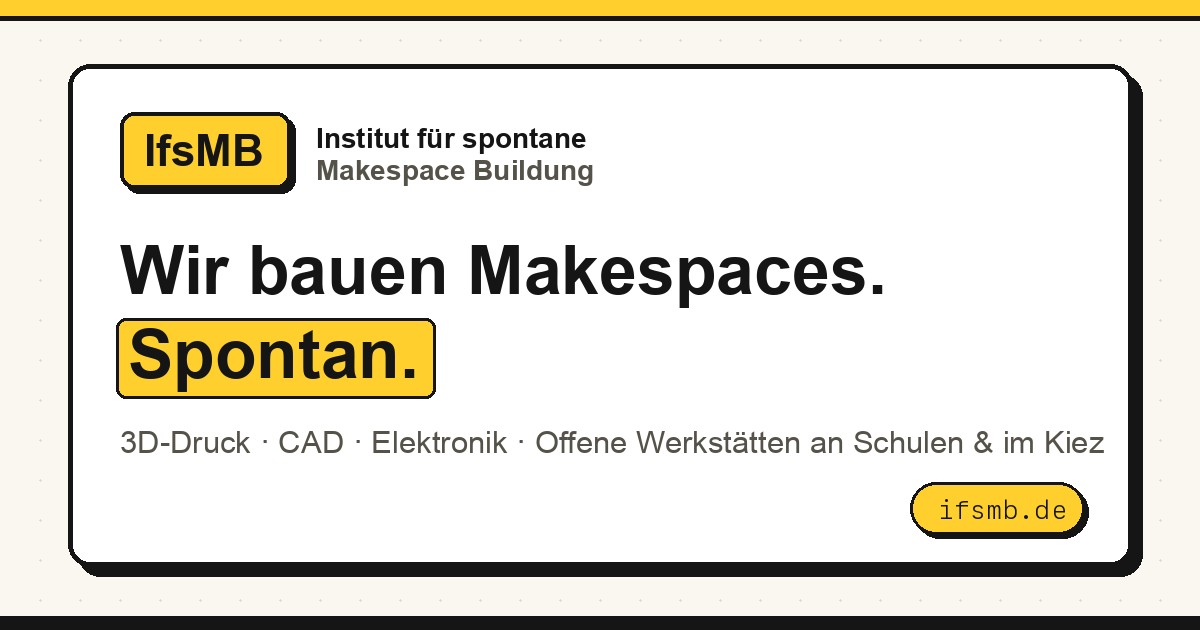 IfsMB
Institut für spontane
Makespace Buildung
Wir bauen Makespaces.
Spontan.
3D-Druck · CAD · Elektronik · Offene Werkstätten an Schulen & im Kiez
ifsmb.de